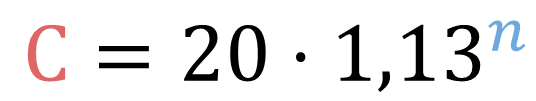 C = 20 · 1,13ⁿ